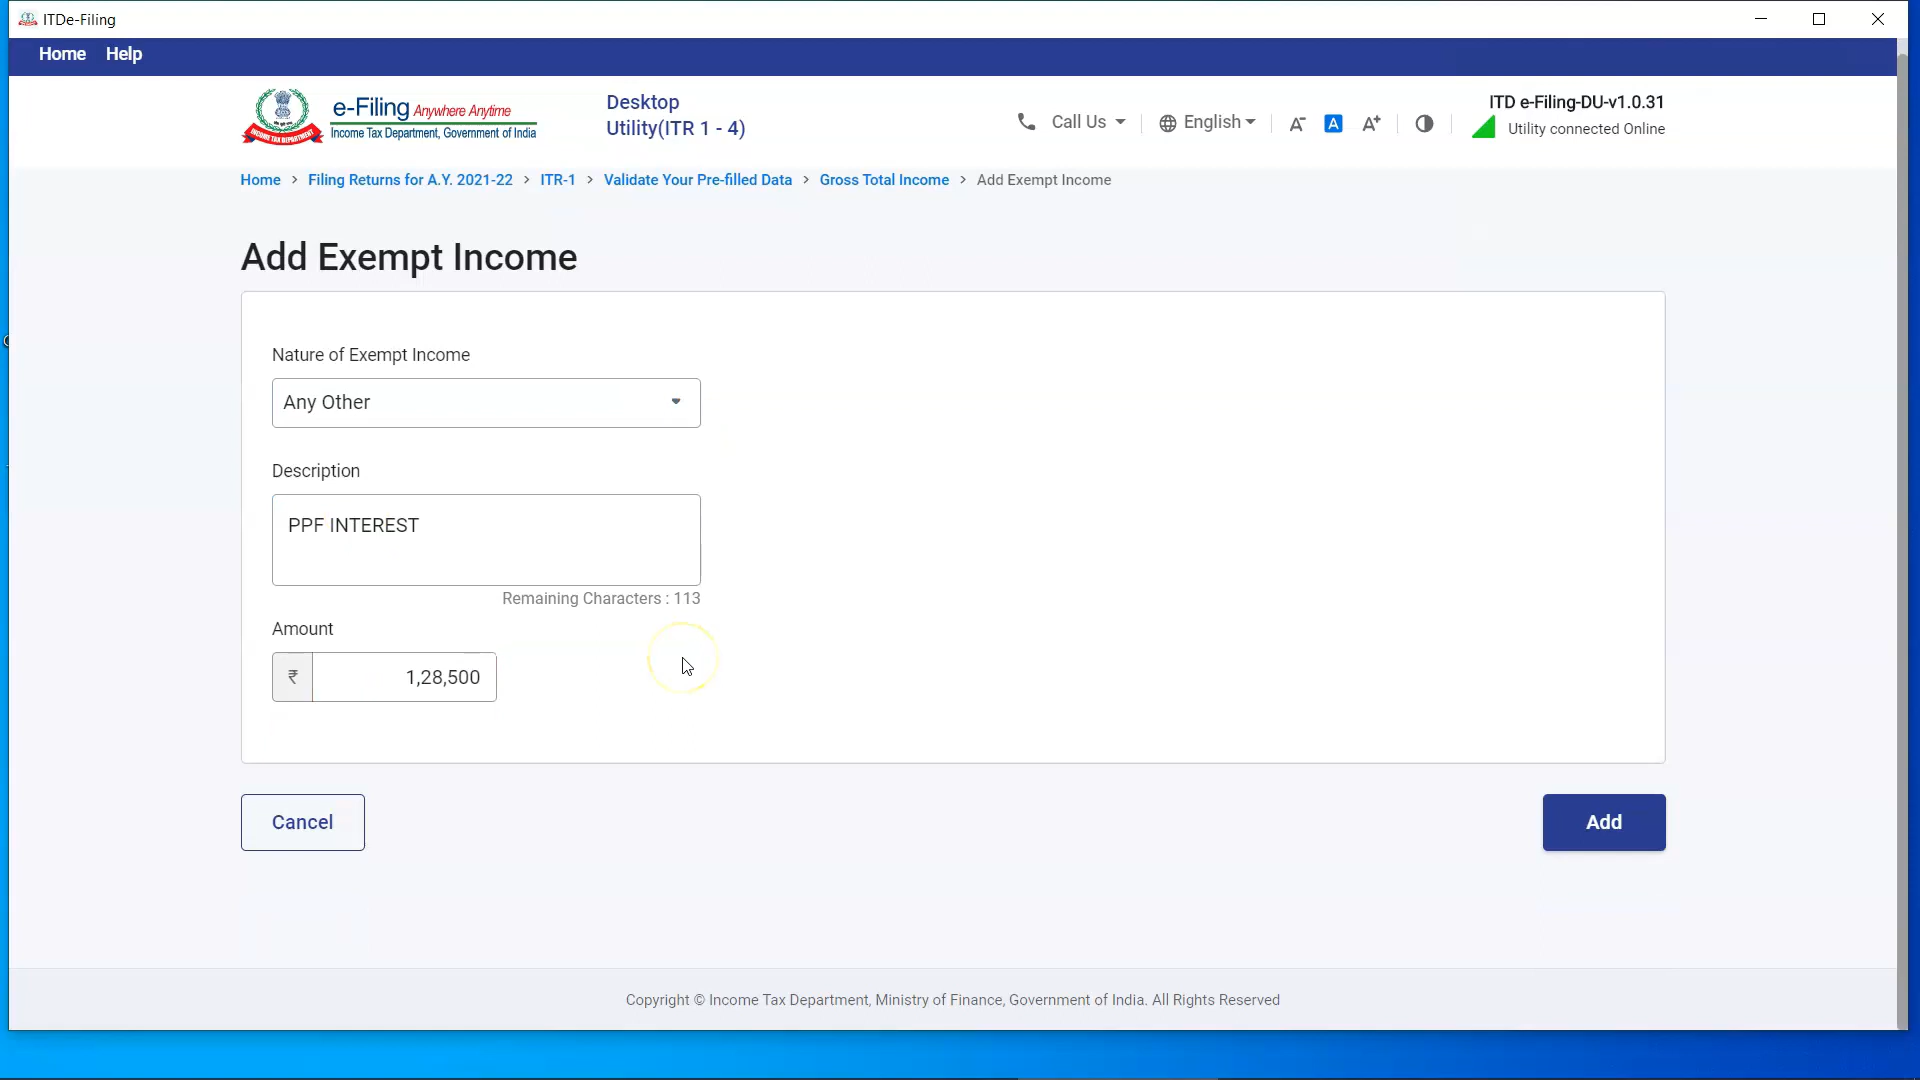 ITDe-Filing
Home Help
e-Filing Anywhere Anytime
Income Tax Department, Government of India
INCOME TAX DEPARTMENT
Desktop
Utility(ITR 1 - 4)
Call Us
English
A-
A
A+
ITD e-Filing-DU-v1.0.31
Utility connected Online
Home > Filing Returns for A.Y. 2021-22 > ITR-1 > Validate Your Pre-filled Data > Gross Total Income > Add Exempt Income
Add Exempt Income
Nature of Exempt Income
Any Other
Description
PPF INTEREST
Remaining Characters : 113
Amount
₹ 1,28,500
Cancel
Add
Copyright © Income Tax Department, Ministry of Finance, Government of India. All Rights Reserved